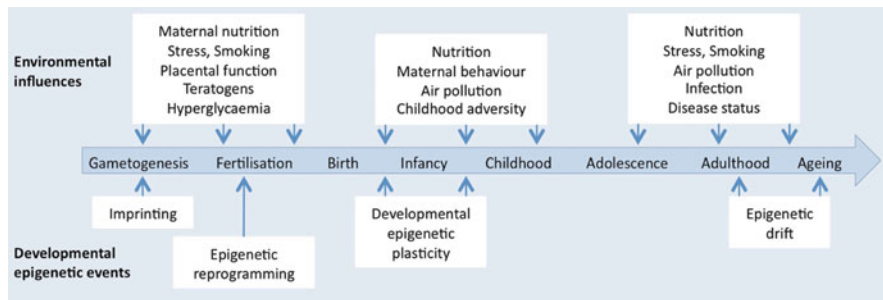 Environmental
influences
Maternal nutrition
Stress, Smoking
Placental function
Teratogens
Hyperglycaemia
Nutrition
Maternal behaviour
Air pollution
Childhood adversity
Nutrition
Stress, Smoking
Air pollution
Infection
Disease status
Gametogenesis Fertilisation Birth Infancy Childhood Adolescence Adulthood Ageing
Imprinting
Epigenetic
reprogramming
Developmental
epigenetic
plasticity
Epigenetic
drift
Developmental
epigenetic events